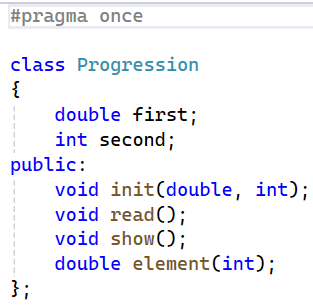 #pragma once
class Progression
{
    double first;
    int second;
public:
    void init(double, int);
    void read();
    void show();
    double element(int);
};